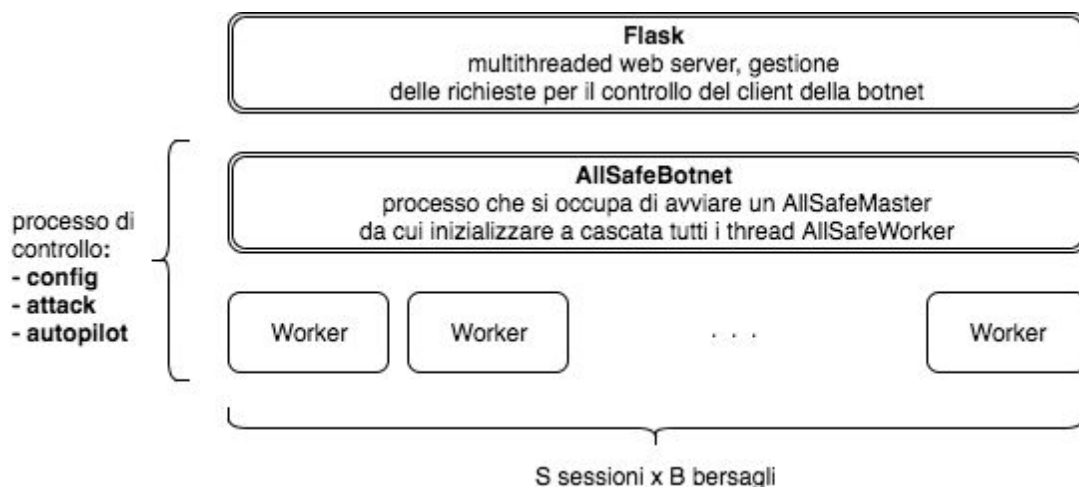 Flask
multithreaded web server, gestione
delle richieste per il controllo del client della botnet
AllSafeBotnet
processo che si occupa di avviare un AllSafeMaster
da cui inizializzare a cascata tutti i thread AllSafeWorker
processo di
controllo:
- config
- attack
- autopilot
Worker
Worker
. . .
Worker
S sessioni x B bersagli